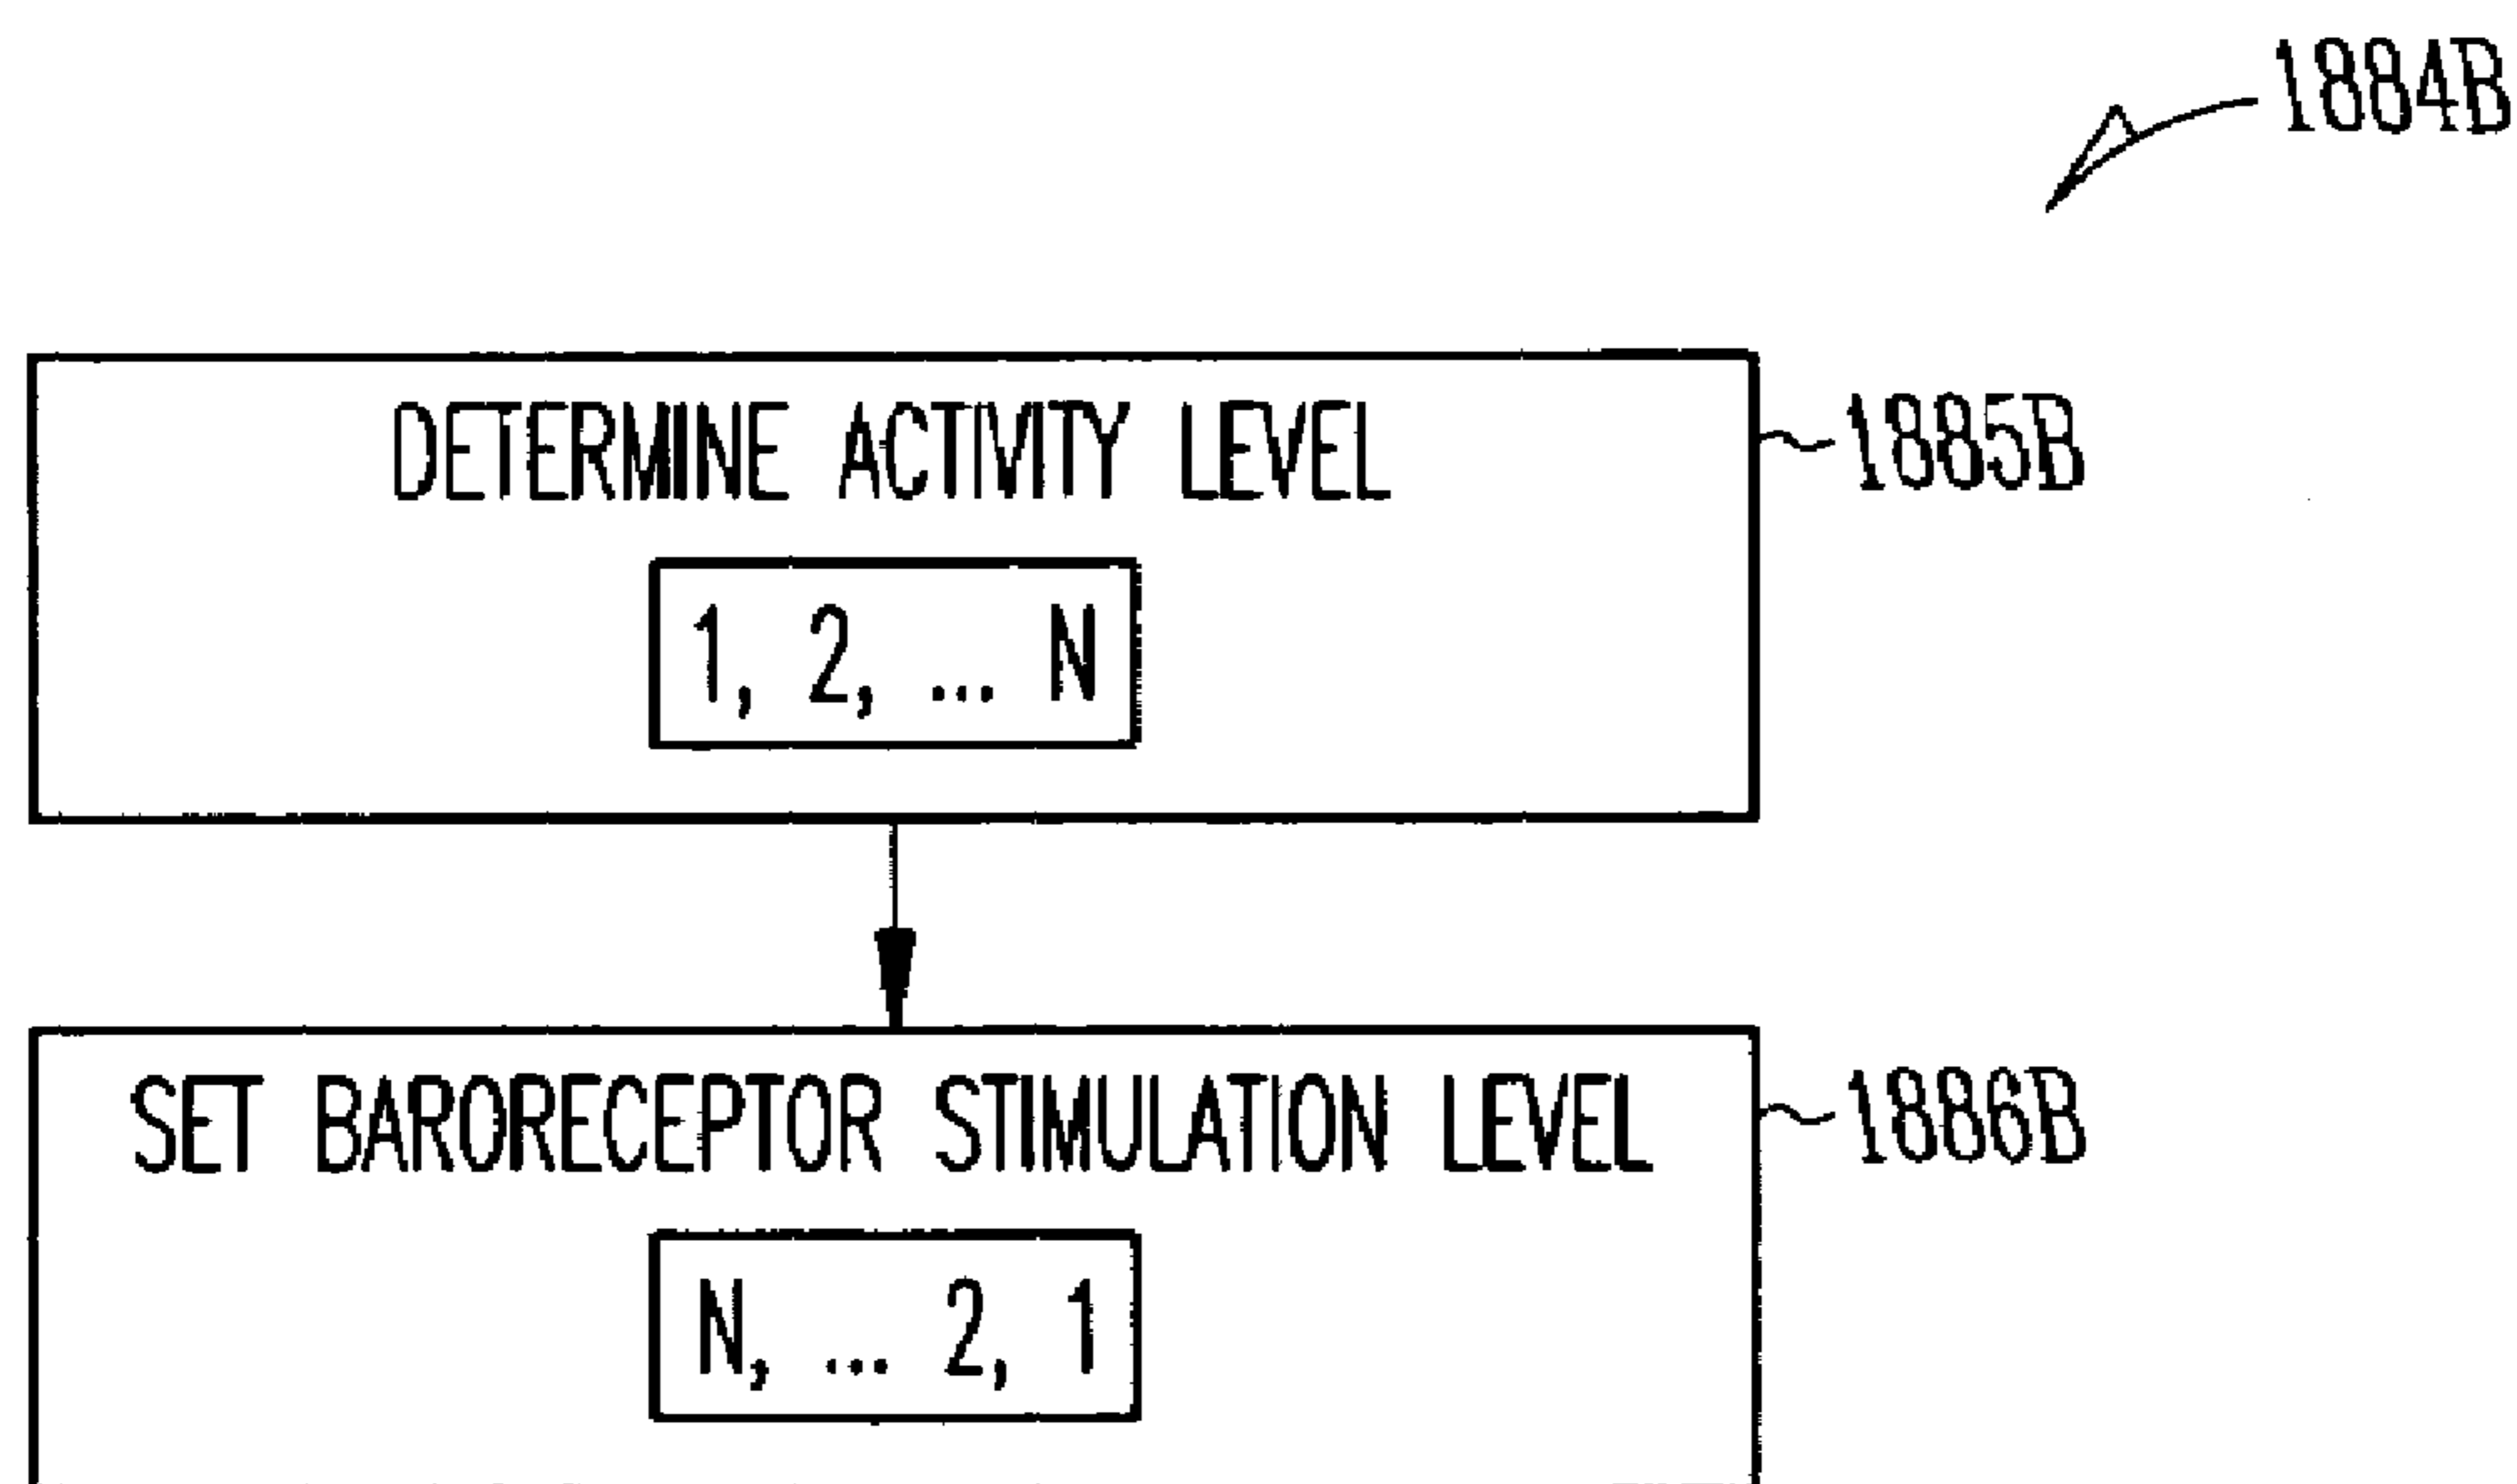 1884B
DETERMINE ACTIVITY LEVEL
1885B
1, 2, ... N
SET BARORECEPTOR STIMULATION LEVEL
1886B
N, ... 2, 1